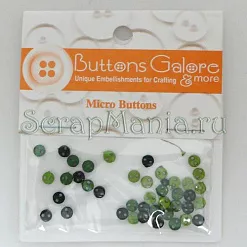 Buttons Galore
& more
Unique Embellishments for Crafting
Micro Buttons
ScrapMania.ru